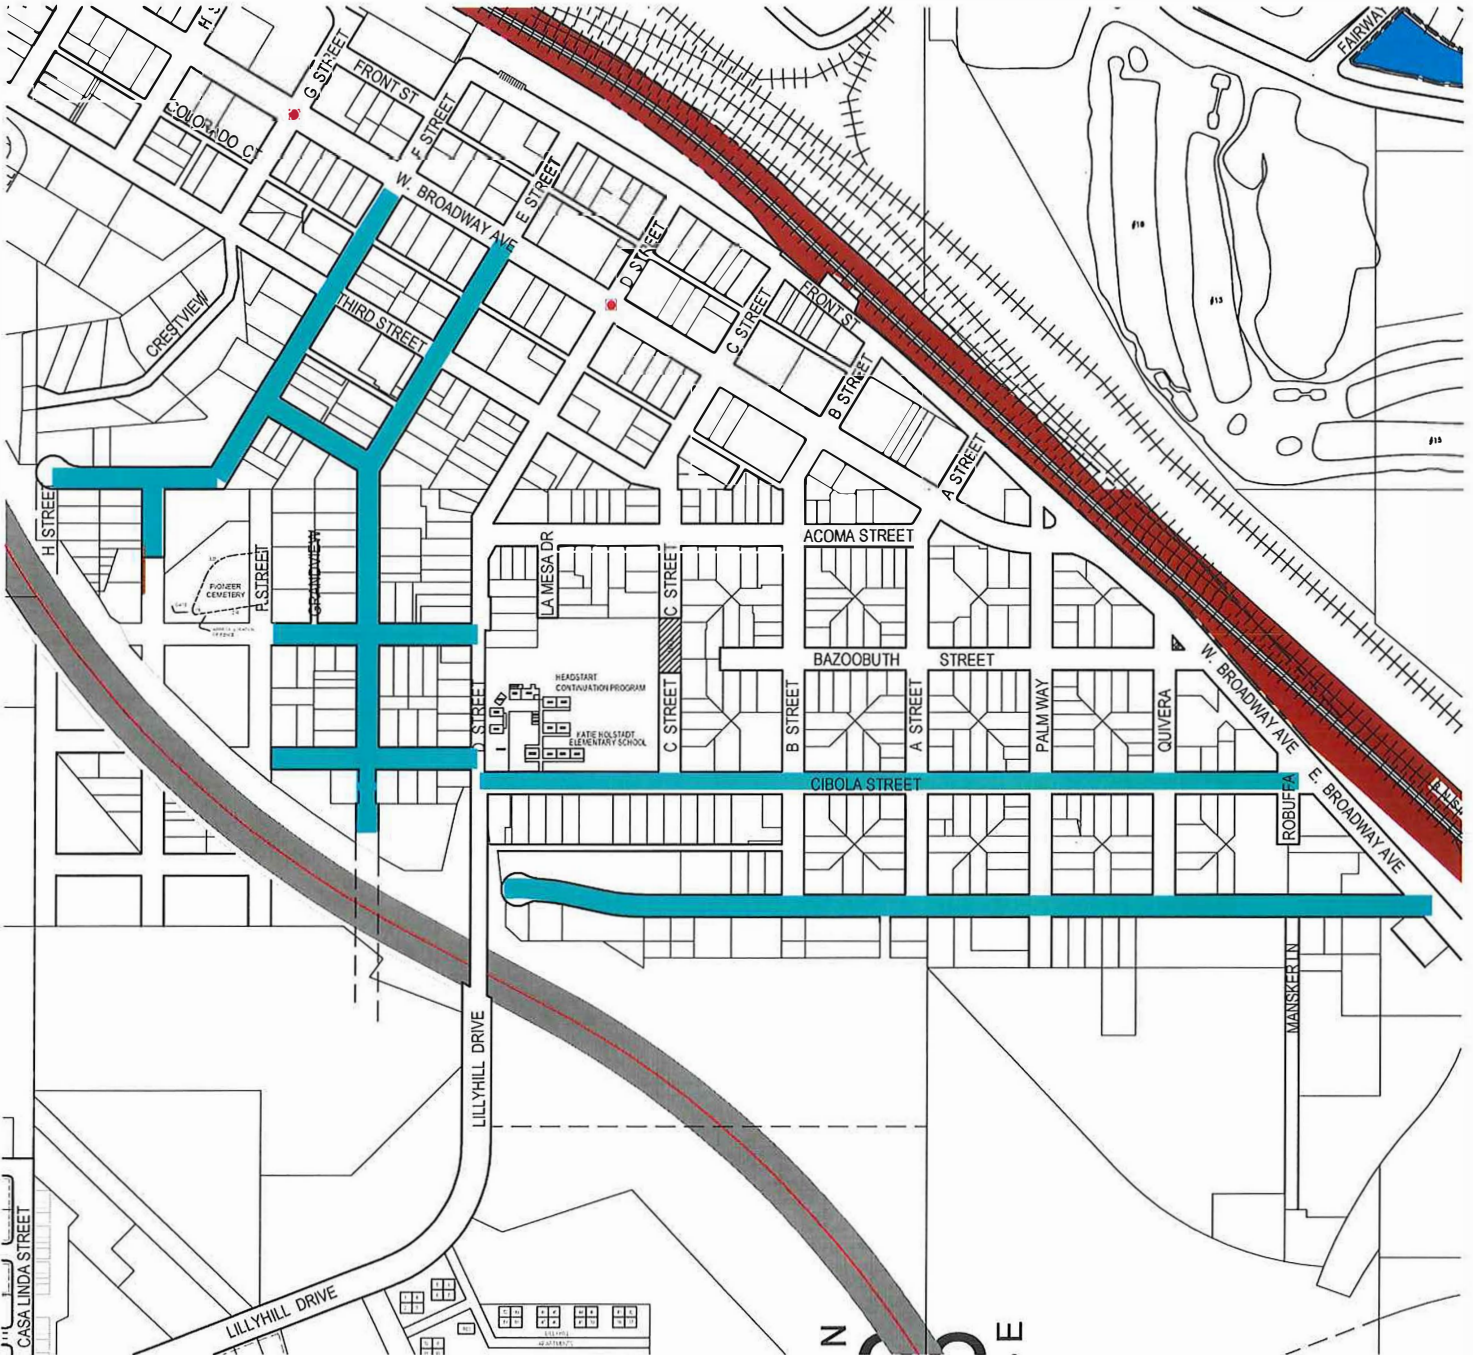 H S
FAIRWAY
G STREET
FRONT ST
COLORADO CT
F STREET
W. BROADWAY AVE
E STREET
D STREET
#16
#13
#15
CRESTVIEW
THIRD STREET
C STREET
FRONT ST
B STREET
A STREET
H STREET
ACOMA STREET
LA MESA DR
C STREET
GRANDVIEW
PIONEER
CEMETERY
BAZOOBUTH STREET
W. BROADWAY AVE
HEADSTART
CONTINUATION PROGRAM
KATIE HOLSTADT
ELEMENTARY SCHOOL
D STREET
C STREET
B STREET
A STREET
PALM WAY
QUIVERA
CIBOLA STREET
ROBUFFA
E. BROADWAY AVE
MANSKER LN
LILLYHILL DRIVE
CASA LINDA STREET
LILLYHILL DRIVE
N
E